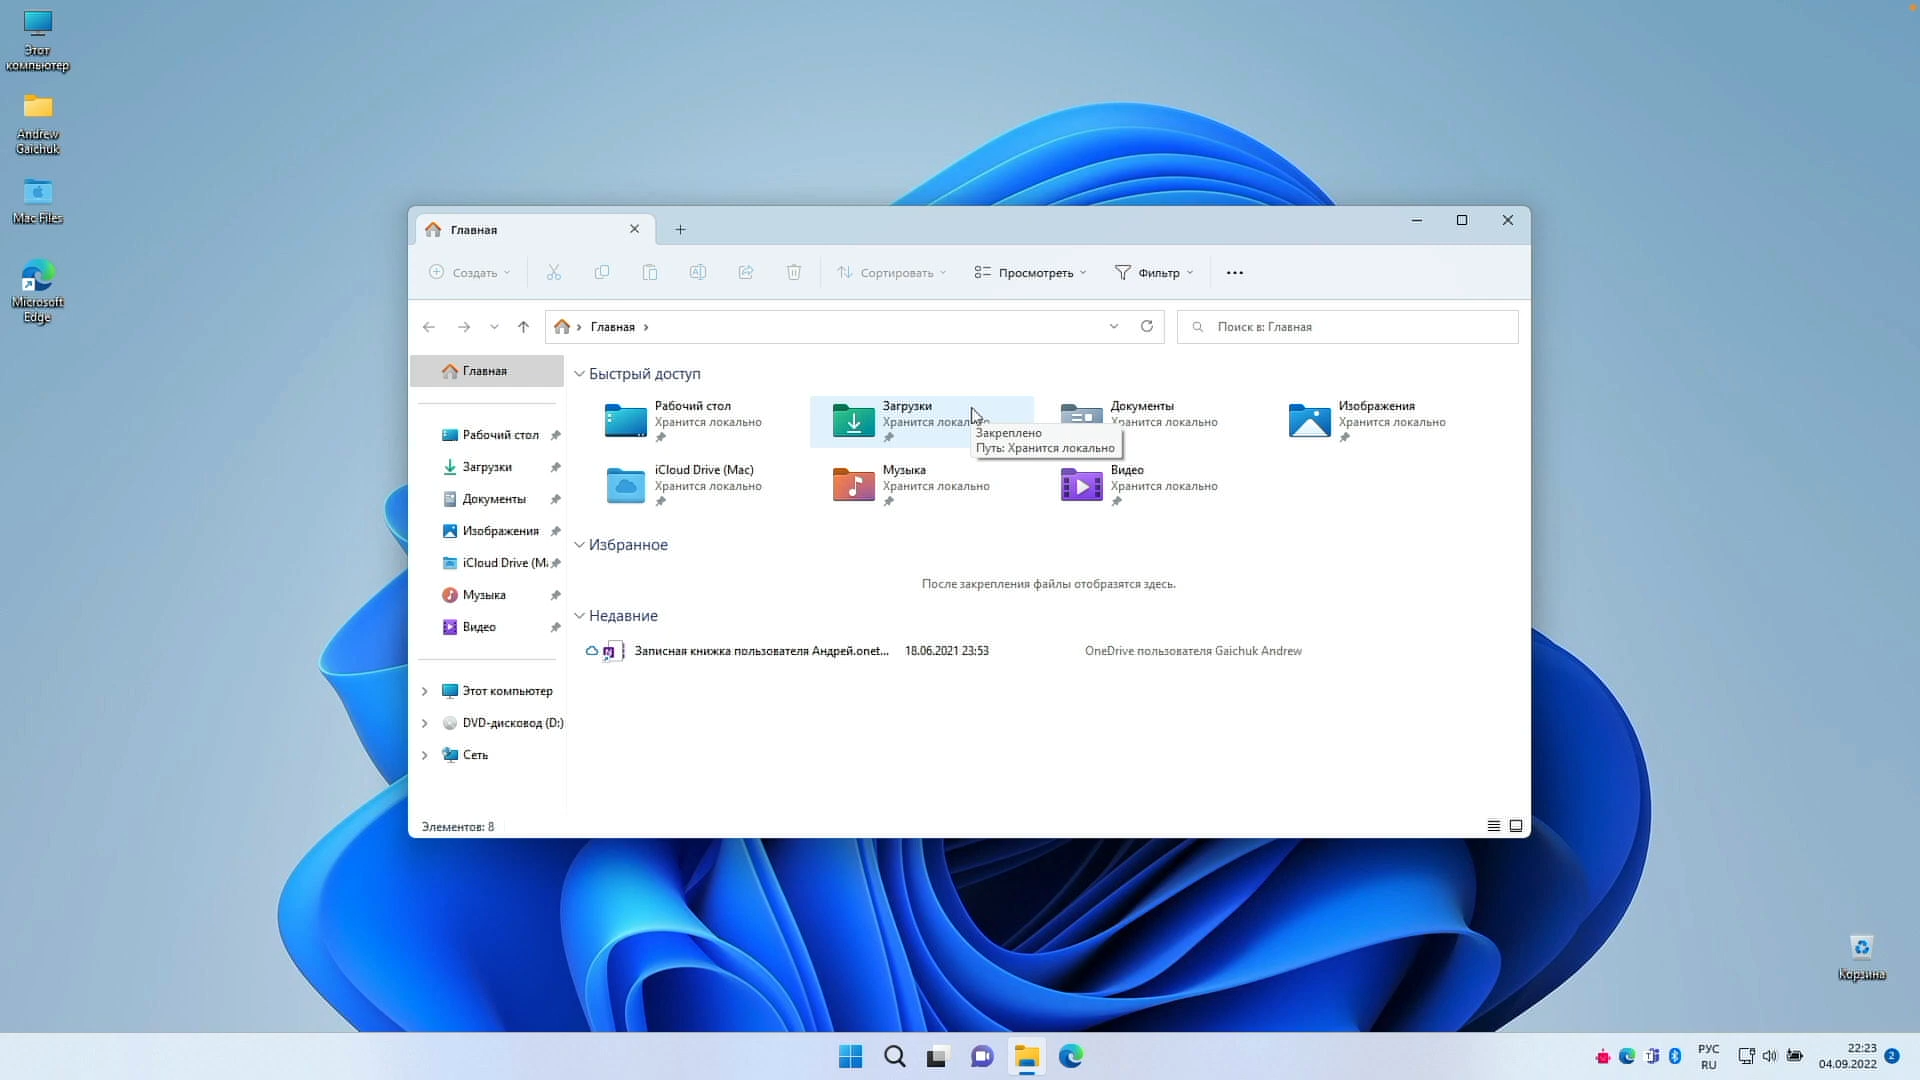 Этот
компьютер
Andrew
Gaichuk
Mac Files
Microsoft
Edge
Главная
Создать
Сортировать
Просмотреть
Фильтр
Главная
Поиск в: Главная
Главная
Рабочий стол
Загрузки
Документы
Изображения
iCloud Drive (Ma
Музыка
Видео
Этот компьютер
DVD-дисковод (D:)
Сеть
Быстрый доступ
Рабочий стол
Хранится локально
Загрузки
Хранится локально
Документы
Хранится локально
Изображения
Хранится локально
Закреплено
Путь: Хранится локально
iCloud Drive (Mac)
Хранится локально
Музыка
Хранится локально
Видео
Хранится локально
Избранное
После закрепления файлы отобразятся здесь.
Недавние
Записная книжка пользователя Андрей.onet... 18.06.2021 23:53 OneDrive пользователя Gaichuk Andrew
Элементов: 8
Корзина
РУС
RU
22:23
04.09.2022
2